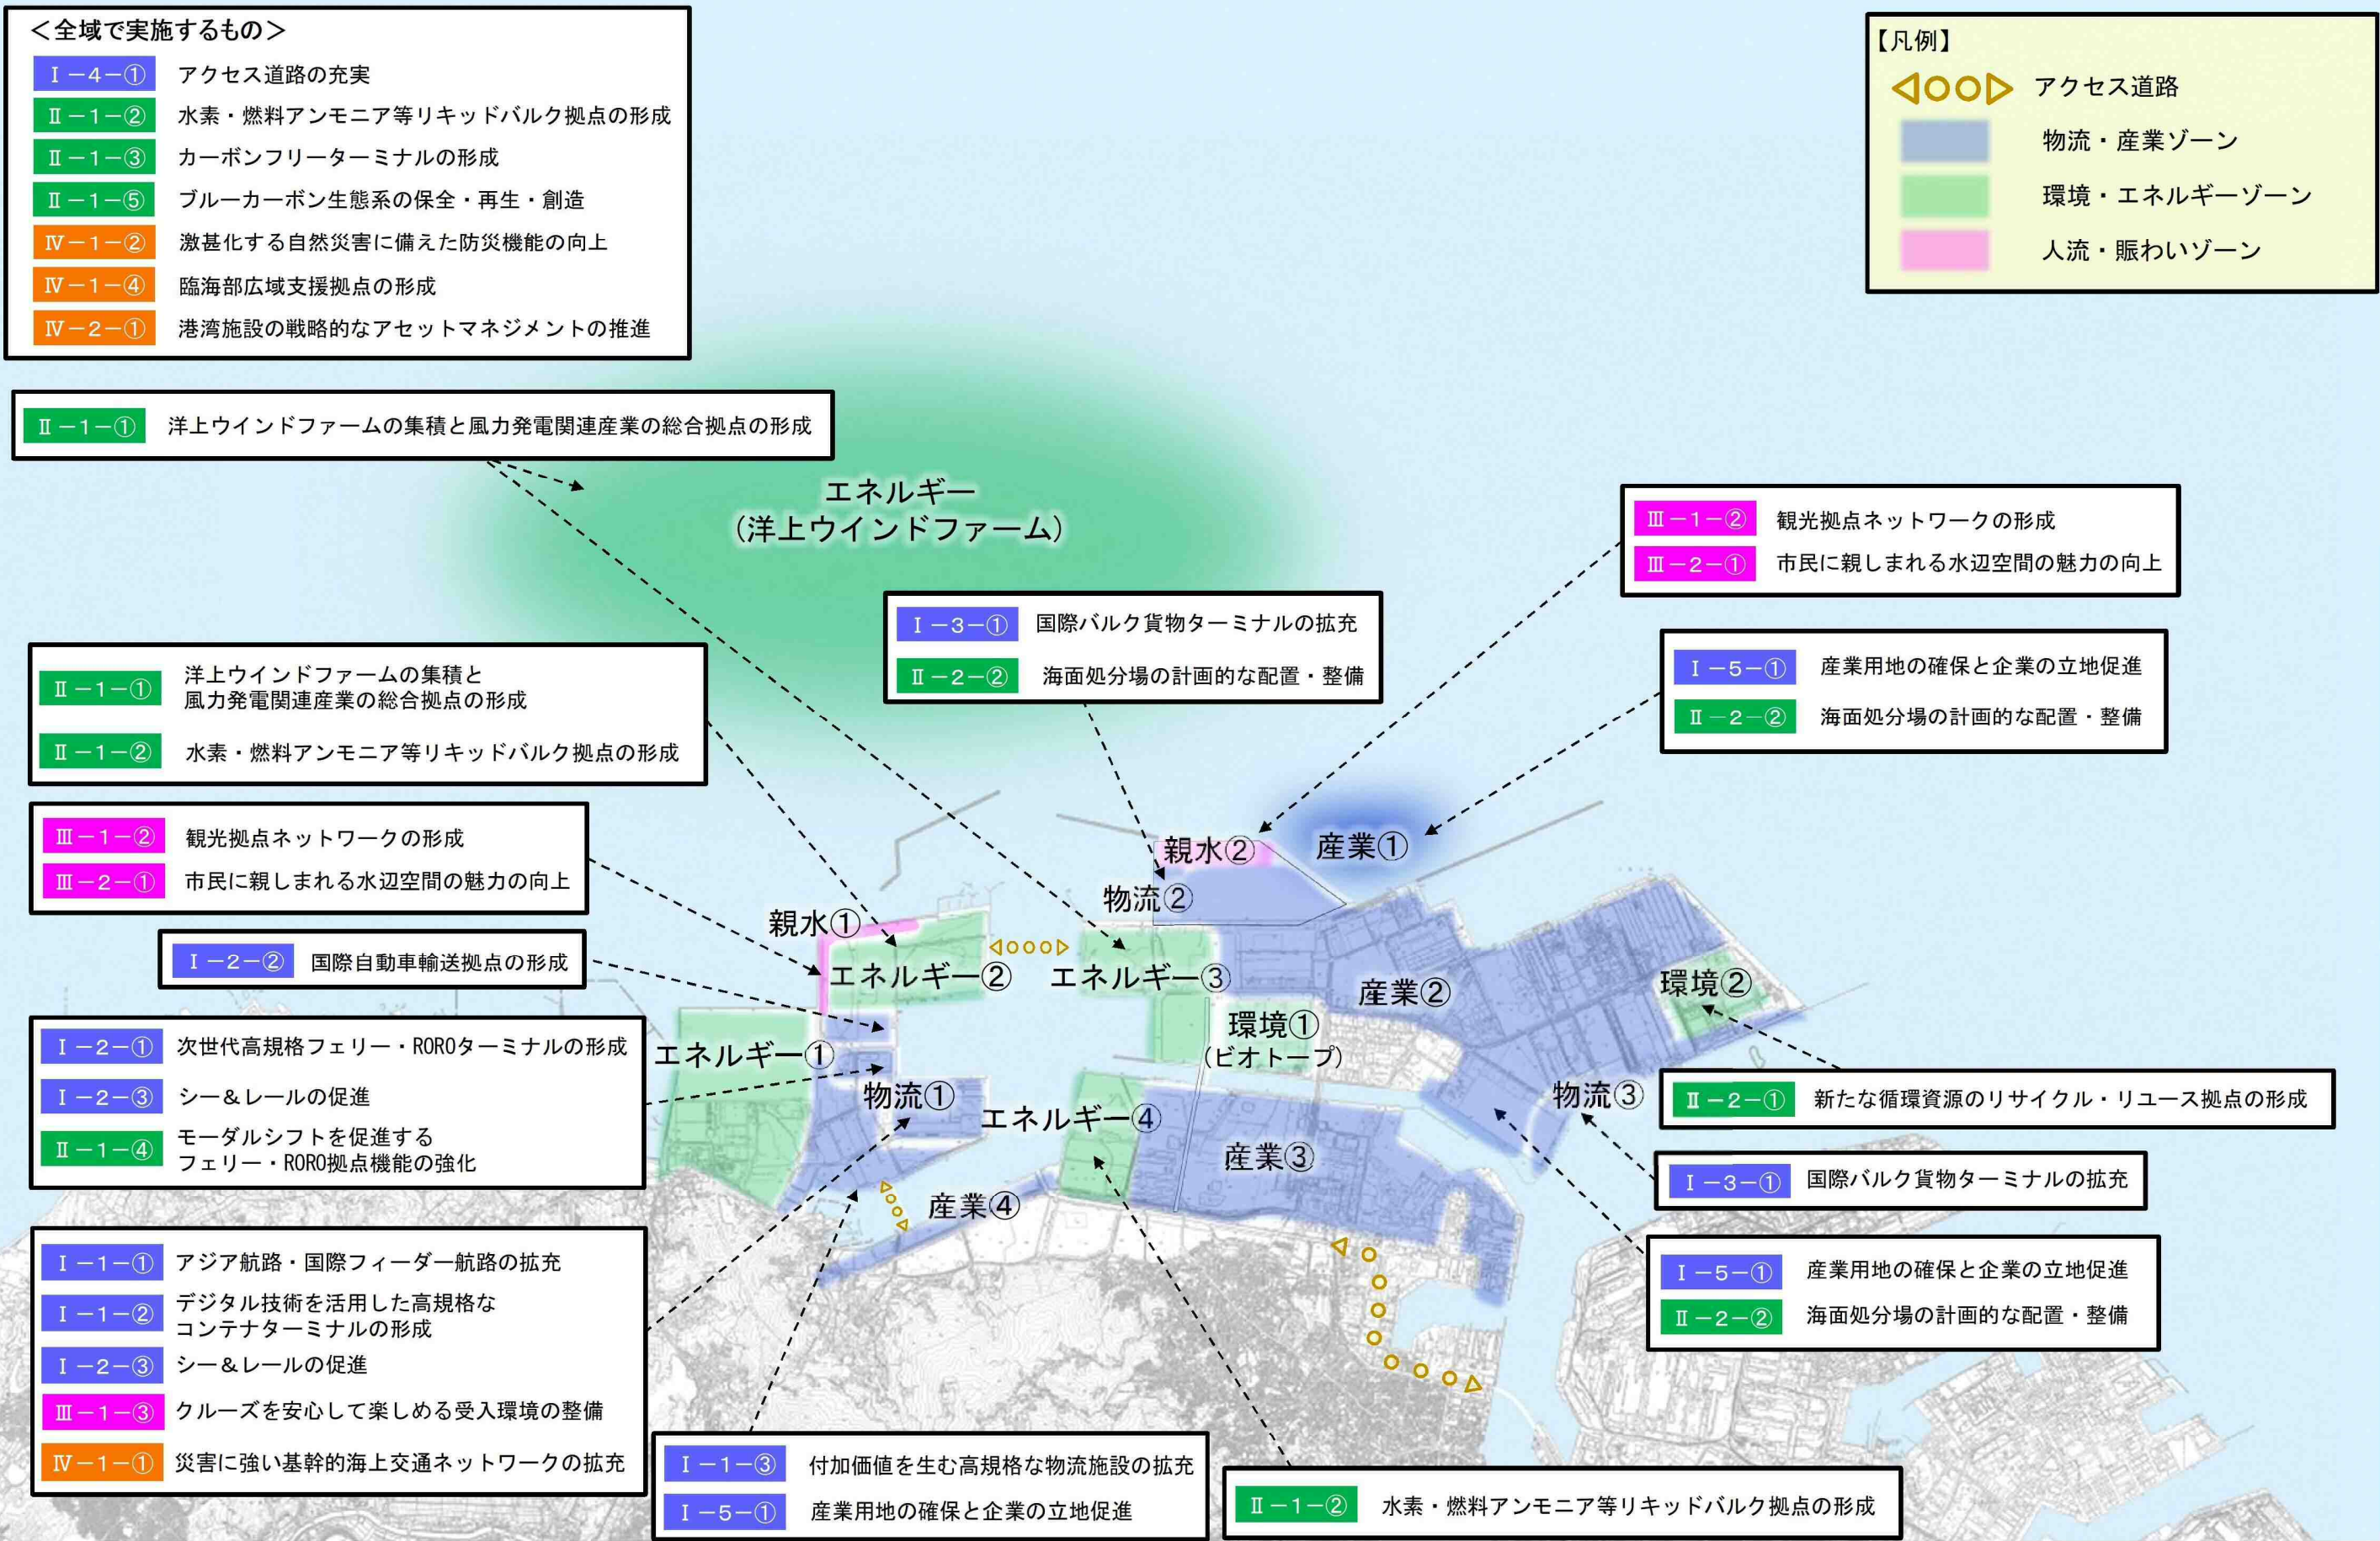 ＜全域で実施するもの＞
Ⅰ－4－① アクセス道路の充実
Ⅱ－1－② 水素・燃料アンモニア等リキッドバルク拠点の形成
Ⅱ－1－③ カーボンフリーターミナルの形成
Ⅱ－1－⑤ ブルーカーボン生態系の保全・再生・創造
Ⅳ－1－② 激甚化する自然災害に備えた防災機能の向上
Ⅳ－1－④ 臨海部広域支援拠点の形成
Ⅳ－2－① 港湾施設の戦略的なアセットマネジメントの推進
【凡例】
アクセス道路
物流・産業ゾーン
環境・エネルギーゾーン
人流・賑わいゾーン
Ⅱ－1－① 洋上ウインドファームの集積と風力発電関連産業の総合拠点の形成
エネルギー
（洋上ウインドファーム）
Ⅲ－1－② 観光拠点ネットワークの形成
Ⅲ－2－① 市民に親しまれる水辺空間の魅力の向上
Ⅰ－3－① 国際バルク貨物ターミナルの拡充
Ⅱ－2－② 海面処分場の計画的な配置・整備
Ⅰ－5－① 産業用地の確保と企業の立地促進
Ⅱ－2－② 海面処分場の計画的な配置・整備
Ⅱ－1－① 洋上ウインドファームの集積と
風力発電関連産業の総合拠点の形成
Ⅱ－1－② 水素・燃料アンモニア等リキッドバルク拠点の形成
Ⅲ－1－② 観光拠点ネットワークの形成
Ⅲ－2－① 市民に親しまれる水辺空間の魅力の向上
Ⅰ－2－② 国際自動車輸送拠点の形成
Ⅰ－2－① 次世代高規格フェリー・ROROターミナルの形成
Ⅰ－2－③ シー＆レールの促進
Ⅱ－1－④ モーダルシフトを促進する
フェリー・RORO拠点機能の強化
Ⅰ－1－① アジア航路・国際フィーダー航路の拡充
Ⅰ－1－② デジタル技術を活用した高規格な
コンテナターミナルの形成
Ⅰ－2－③ シー＆レールの促進
Ⅲ－1－③ クルーズを安心して楽しめる受入環境の整備
Ⅳ－1－① 災害に強い基幹的海上交通ネットワークの拡充
親水②
産業①
物流②
親水①
エネルギー②
エネルギー③
産業②
環境②
環境①
（ビオトープ）
エネルギー①
物流①
エネルギー④
物流③
産業③
産業④
Ⅱ－2－① 新たな循環資源のリサイクル・リユース拠点の形成
Ⅰ－3－① 国際バルク貨物ターミナルの拡充
Ⅰ－5－① 産業用地の確保と企業の立地促進
Ⅱ－2－② 海面処分場の計画的な配置・整備
Ⅰ－1－③ 付加価値を生む高規格な物流施設の拡充
Ⅰ－5－① 産業用地の確保と企業の立地促進
Ⅱ－1－② 水素・燃料アンモニア等リキッドバルク拠点の形成